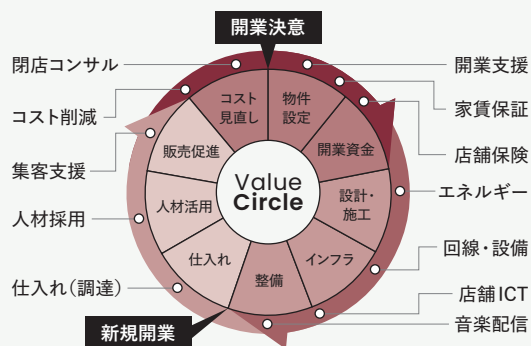 開業決意
閉店コンサル
コスト削減
集客支援
人材採用
仕入れ(調達)
新規開業
開業支援
家賃保証
店舗保険
エネルギー
回線・設備
店舗ICT
音楽配信
コスト
見直し
物件
設定
開業資金
設計・
施工
インフラ
整備
仕入れ
人材活用
販売促進
Value
Circle